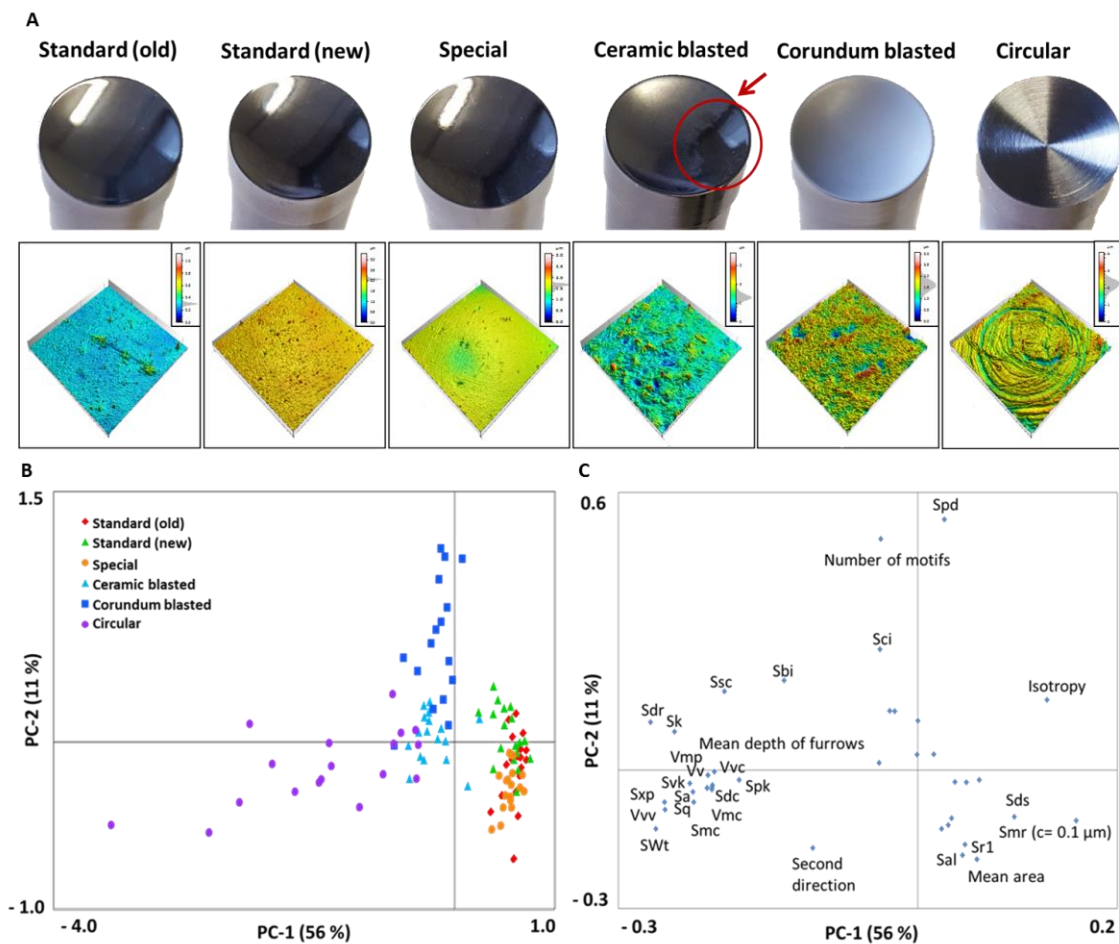 A
Standard (old)
Standard (new)
Special
Ceramic blasted
Corundum blasted
Circular
B
1.5
Standard (old)
Standard (new)
Special
Ceramic blasted
Corundum blasted
Circular
PC-2 (11 %)
- 1.0
- 4.0
PC-1 (56 %)
1.0
C
0.6
Spd
Number of motifs
Sci
Sbi
Ssc
Isotropy
Sdr
Sk
Mean depth of furrows
Vmp
Vv
Vvc
Svk
Spk
Sxp
Sa
Sdc
Sds
Vvv
Sq
Vmc
Smr (c= 0.1 µm)
SWt
Smc
Sr1
Sal
Second
direction
Mean area
PC-2 (11 %)
- 0.3
- 0.3
PC-1 (56 %)
0.2